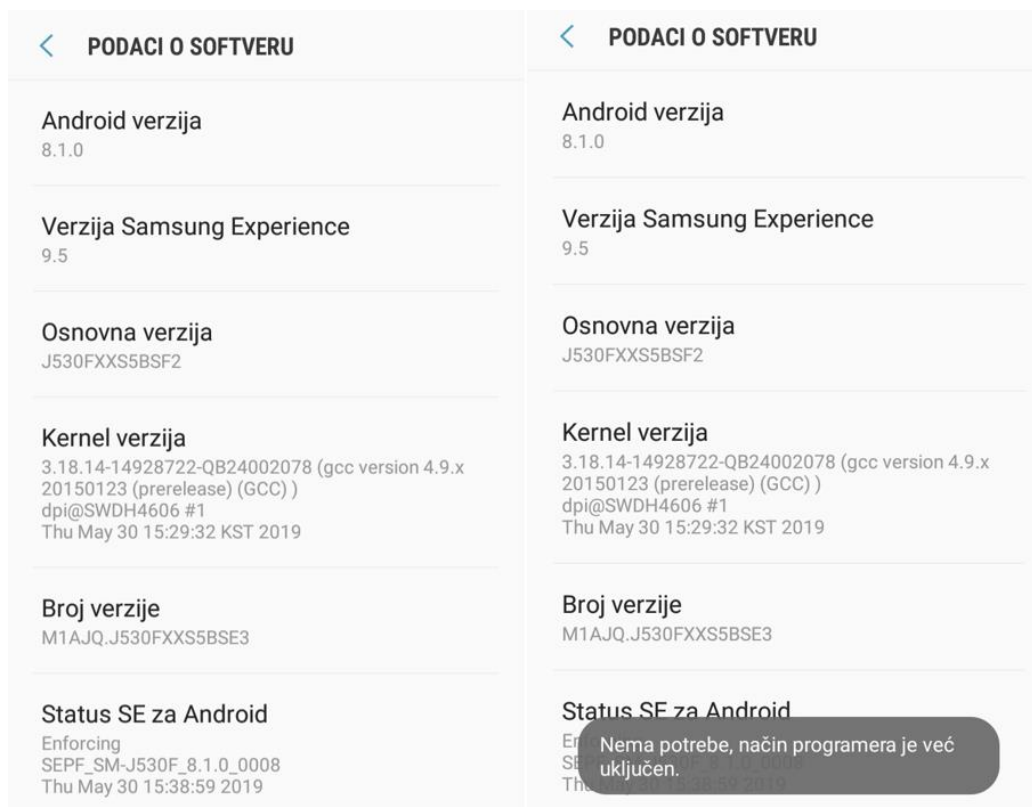 PODACI O SOFTVERU
Android verzija
8.1.0
Verzija Samsung Experience
9.5
Osnovna verzija
J530FXXS5BSF2
Kernel verzija
3.18.14-14928722-QB24002078 (gcc version 4.9.x
20150123 (prerelease) (GCC) )
dpi@SWDH4606 #1
Thu May 30 15:29:32 KST 2019
Broj verzije
M1AJQ.J530FXXS5BSE3
Status SE za Android
Enforcing
SEPF_SM-J530F_8.1.0_0008
Thu May 30 15:38:59 2019
PODACI O SOFTVERU
Android verzija
8.1.0
Verzija Samsung Experience
9.5
Osnovna verzija
J530FXXS5BSF2
Kernel verzija
3.18.14-14928722-QB24002078 (gcc version 4.9.x
20150123 (prerelease) (GCC) )
dpi@SWDH4606 #1
Thu May 30 15:29:32 KST 2019
Broj verzije
M1AJQ.J530FXXS5BSE3
Status SE za Android
Nema potrebe, način programera je već
uključen.